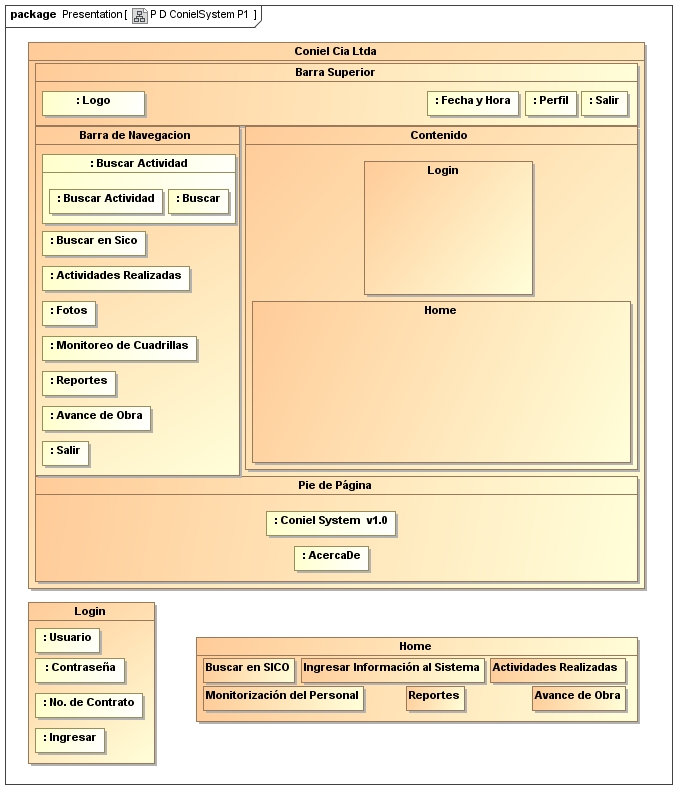 package Presentation [ P D ConielSystem P1 ]
Coniel Cia Ltda
Barra Superior
: Logo
: Fecha y Hora
: Perfil
: Salir
Barra de Navegacion
: Buscar Actividad
: Buscar Actividad
: Buscar
: Buscar en Sico
: Actividades Realizadas
: Fotos
: Monitoreo de Cuadrillas
: Reportes
: Avance de Obra
: Salir
Contenido
Login
Home
Pie de Página
: Coniel System v1.0
: AcercaDe
Login
: Usuario
: Contraseña
: No. de Contrato
: Ingresar
Home
Buscar en SICO
Ingresar Información al Sistema
Actividades Realizadas
Monitorización del Personal
Reportes
Avance de Obra